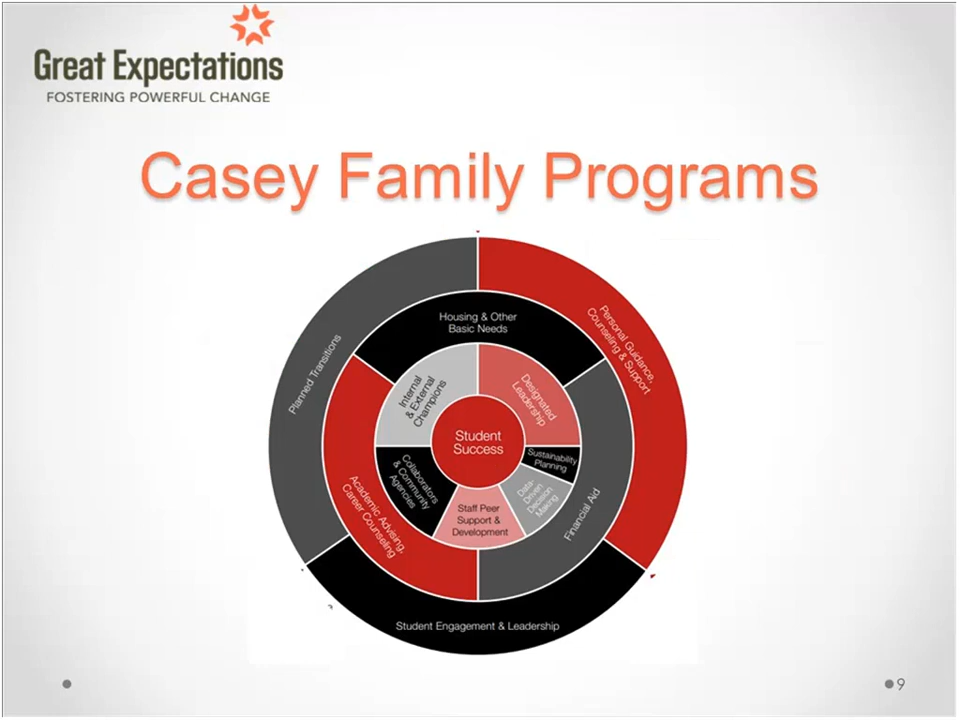 Great Expectations
FOSTERING POWERFUL CHANGE
Casey Family Programs
Planned Transitions
Personal Guidance,
Counseling & Support
Housing & Other
Basic Needs
Internal
& External
Champions
Designated
Leadership
Student
Success
Sustainability
Planning
Collaborators
& Community
Agencies
Data-
Driven
Decision
Making
Staff Peer
Support &
Development
Academic Advising,
Career Counseling
Financial Aid
Student Engagement & Leadership
9